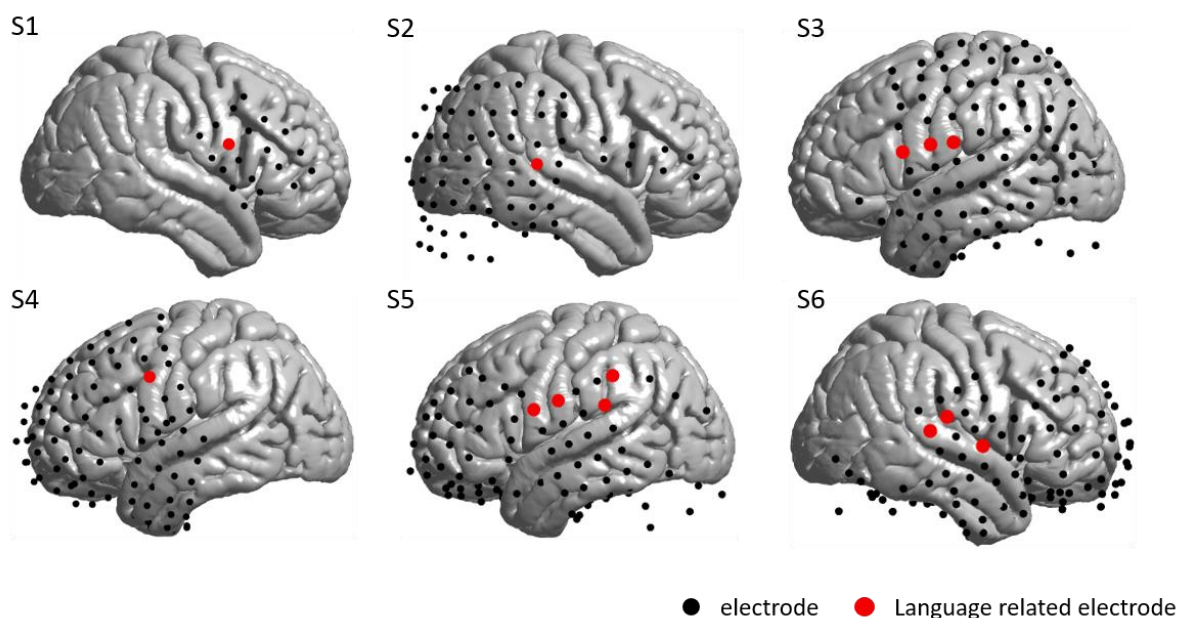 S1
S2
S3
S4
S5
S6
electrode
Language related electrode